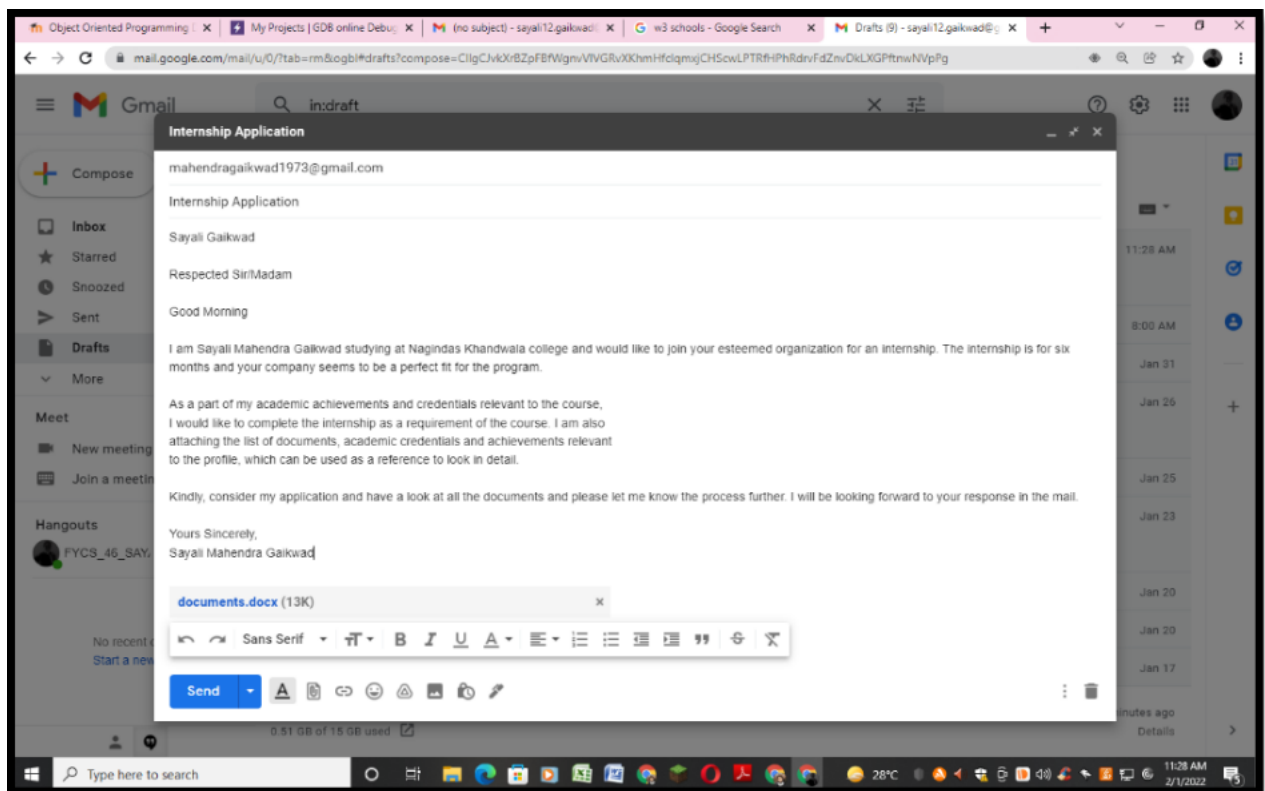 Object Oriented Programming
My Projects | GDB online Debug
(no subject) - sayali12.gaikwad
w3 schools - Google Search
Drafts (9) - sayali12.gaikwad@g
mail.google.com/mail/u/0/?tab=rm&ogbl#drafts?compose=
Gmail
in:draft
Internship Application
mahendragaikwad1973@gmail.com
Compose
Internship Application
Inbox
Sayali Gaikwad
Starred
11:28 AM
Respected Sir/Madam
Snoozed
Good Morning
Sent
8:00 AM
Drafts
I am Sayali Mahendra Gaikwad studying at Nagindas Khandwala college and would like to join your esteemed organization for an internship. The internship is for six
months and your company seems to be a perfect fit for the program.
Jan 31
More
As a part of my academic achievements and credentials relevant to the course,
Jan 26
Meet
I would like to complete the internship as a requirement of the course. I am also
attaching the list of documents, academic credentials and achievements relevant
New meeting
to the profile, which can be used as a reference to look in detail.
Join a meetin
Jan 25
Kindly, consider my application and have a look at all the documents and please let me know the process further. I will be looking forward to your response in the mail.
Jan 23
Hangouts
Yours Sincerely,
FYCS_46_SAY.
Sayali Mahendra Gaikwad
Jan 20
documents.docx (13K)
Jan 20
No recent c
Sans Serif
Start a new
Jan 17
Send
inutes ago
0.51 GB of 15 GB used
Details
Type here to search
28°C
11:28 AM
2/1/2022